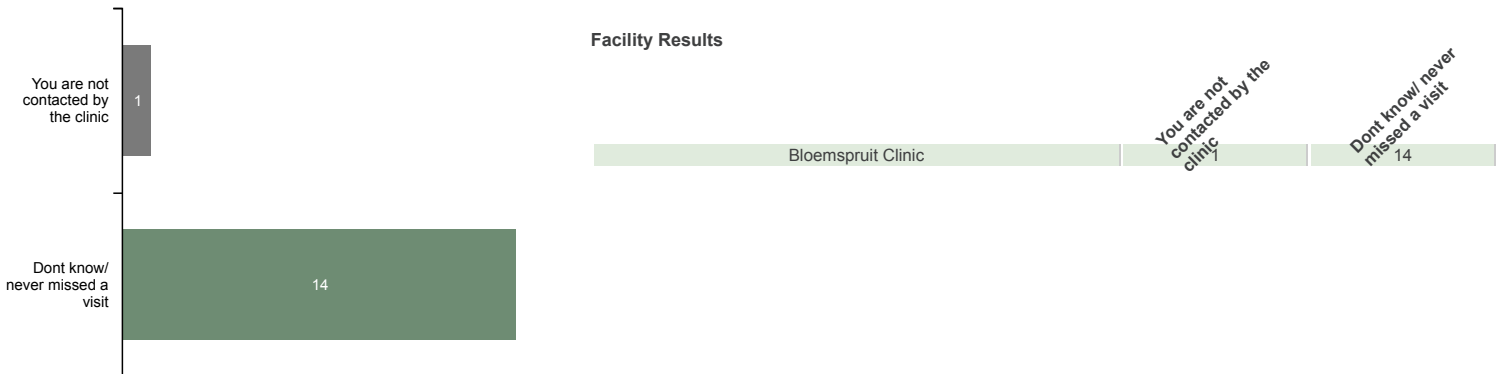 You are not
contacted by
the clinic
1
Dont know/
never missed a
visit
14
Facility Results
You are not
contacted by the
clinic
Dont know/ never
missed a visit
Bloemspruit Clinic
1
14